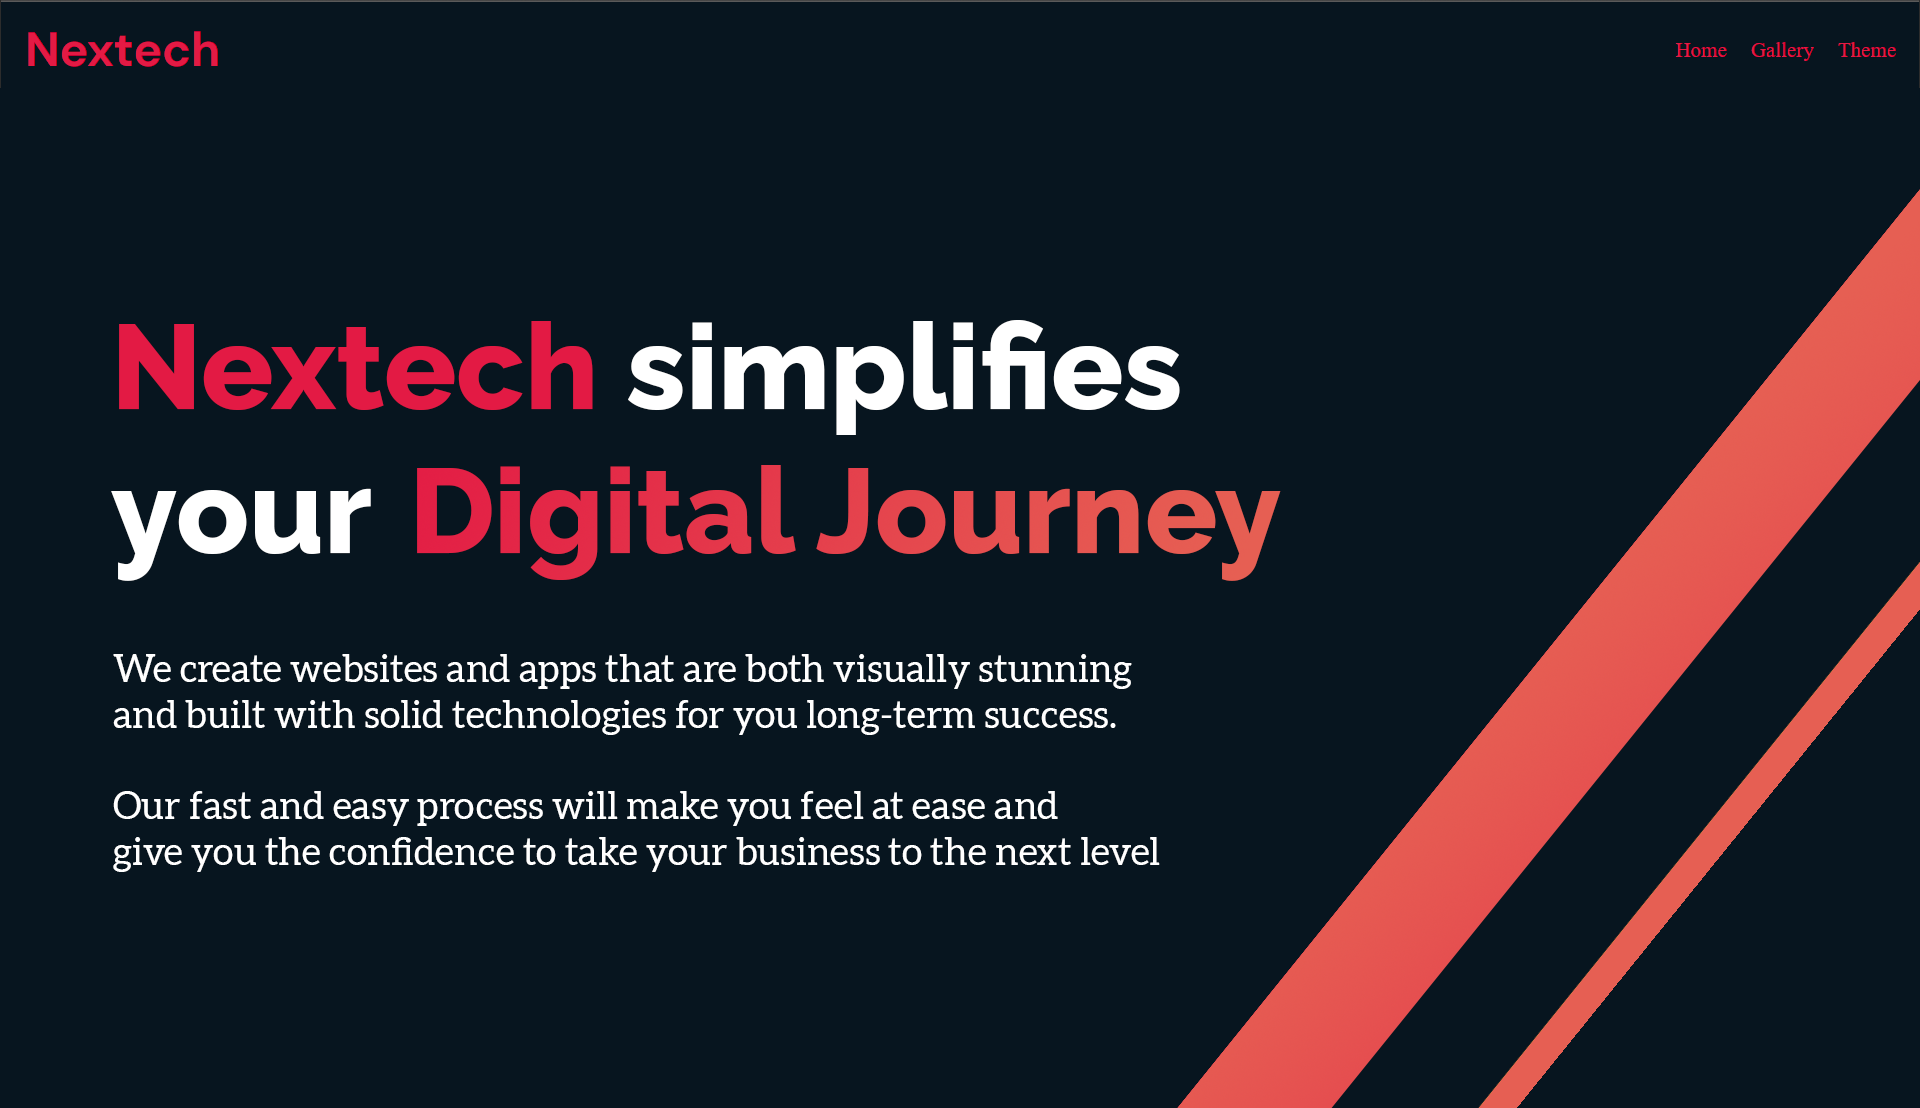 Nextech
Home Gallery Theme
Nextech simplifies
your Digital Journey
We create websites and apps that are both visually stunning
and built with solid technologies for you long-term success.
Our fast and easy process will make you feel at ease and
give you the confidence to take your business to the next level